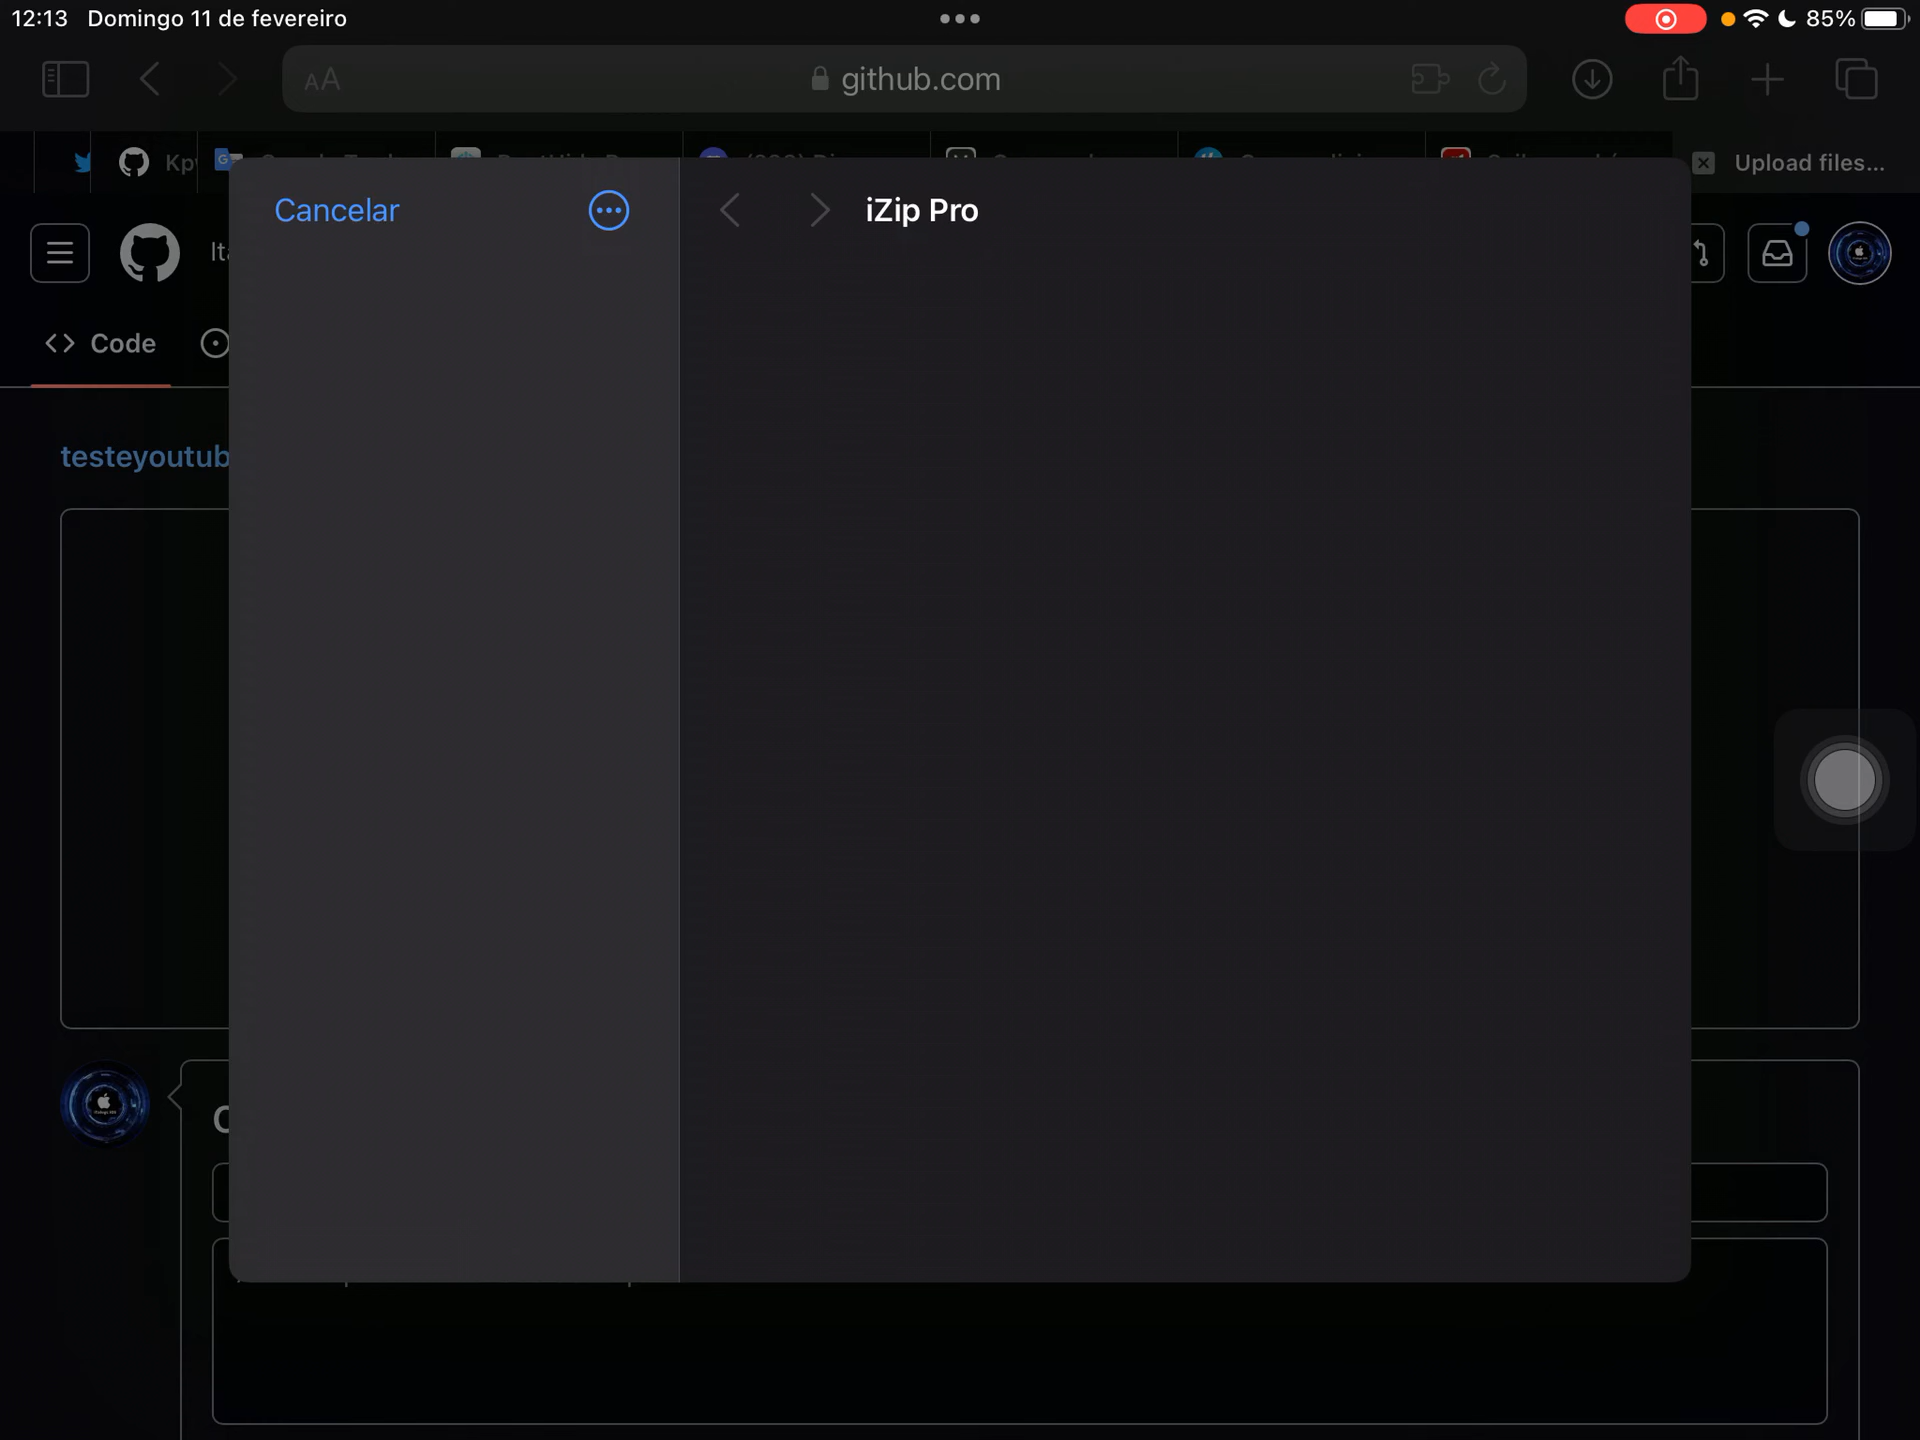 12:13 Domingo 11 de fevereiro
85%
AA
github.com
Upload files...
Cancelar
iZip Pro
Code
testeyoutub